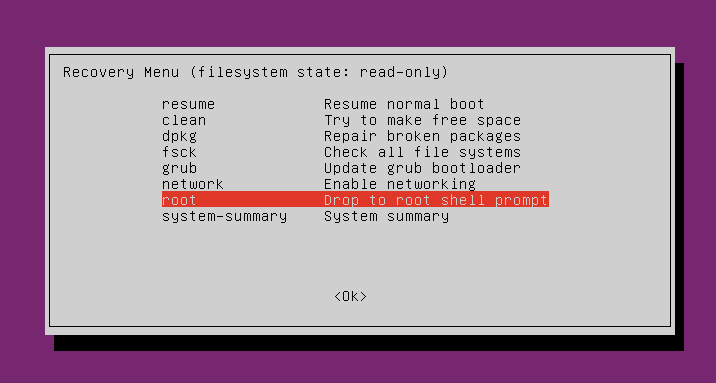 Recovery Menu (filesystem state: read-only)
resume Resume normal boot
clean Try to make free space
dpkg Repair broken packages
fsck Check all file systems
grub Update grub bootloader
network Enable networking
root Drop to root shell prompt
system-summary System summary
<Ok>